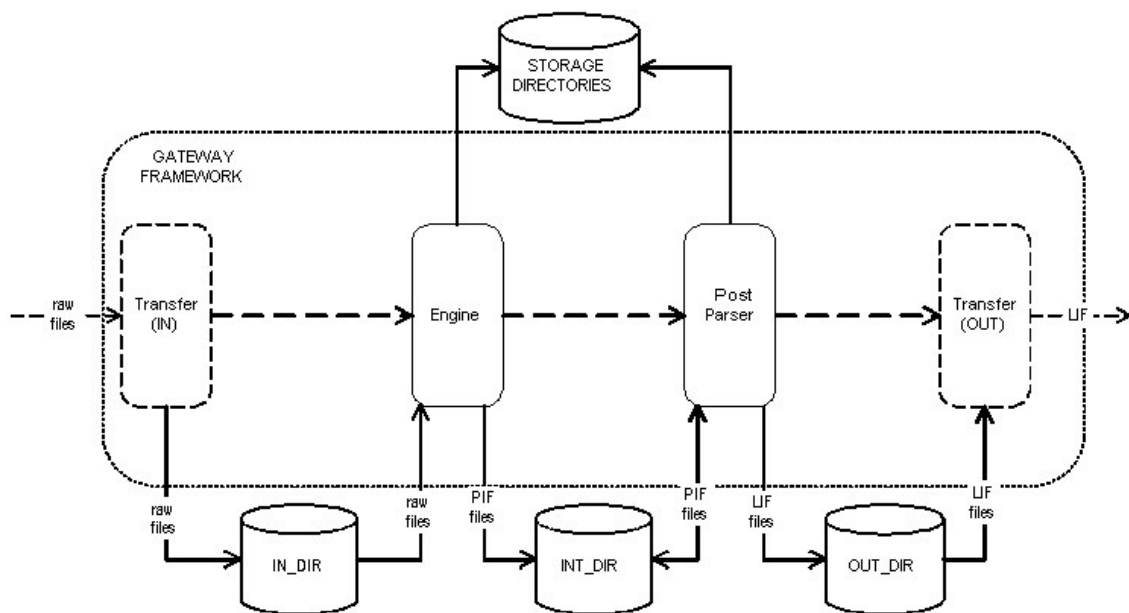 STORAGE
DIRECTORIES
GATEWAY
FRAMEWORK
raw
files
Transfer
(IN)
Engine
Post
Parser
Transfer
(OUT)
LIF
raw
files
raw
files
PIF
files
PIF
files
LIF
files
LIF
files
IN_DIR
INT_DIR
OUT_DIR